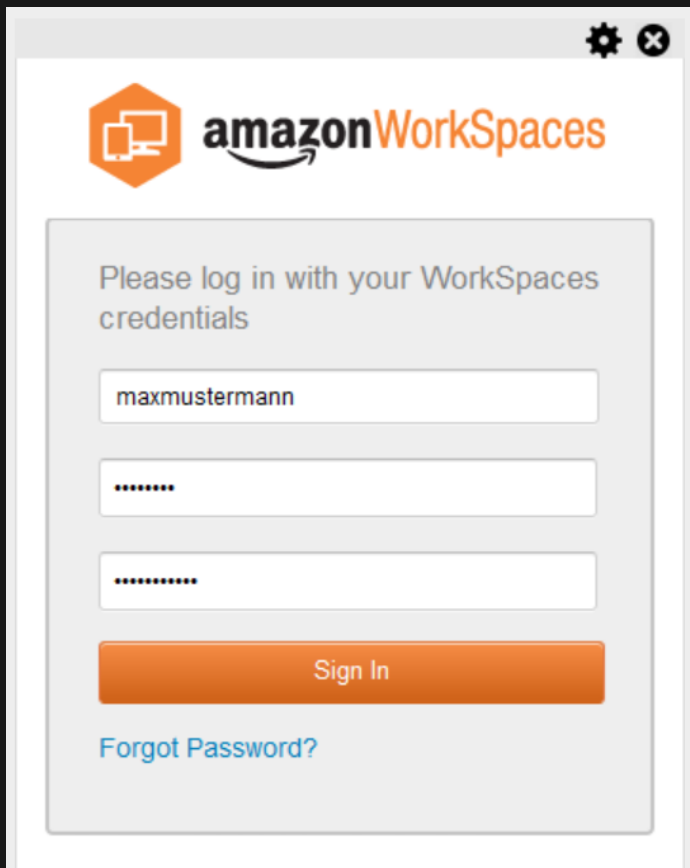 amazonWorkSpaces
Please log in with your WorkSpaces
credentials
maxmustermann
••••••••
•••••••••••
Sign In
Forgot Password?